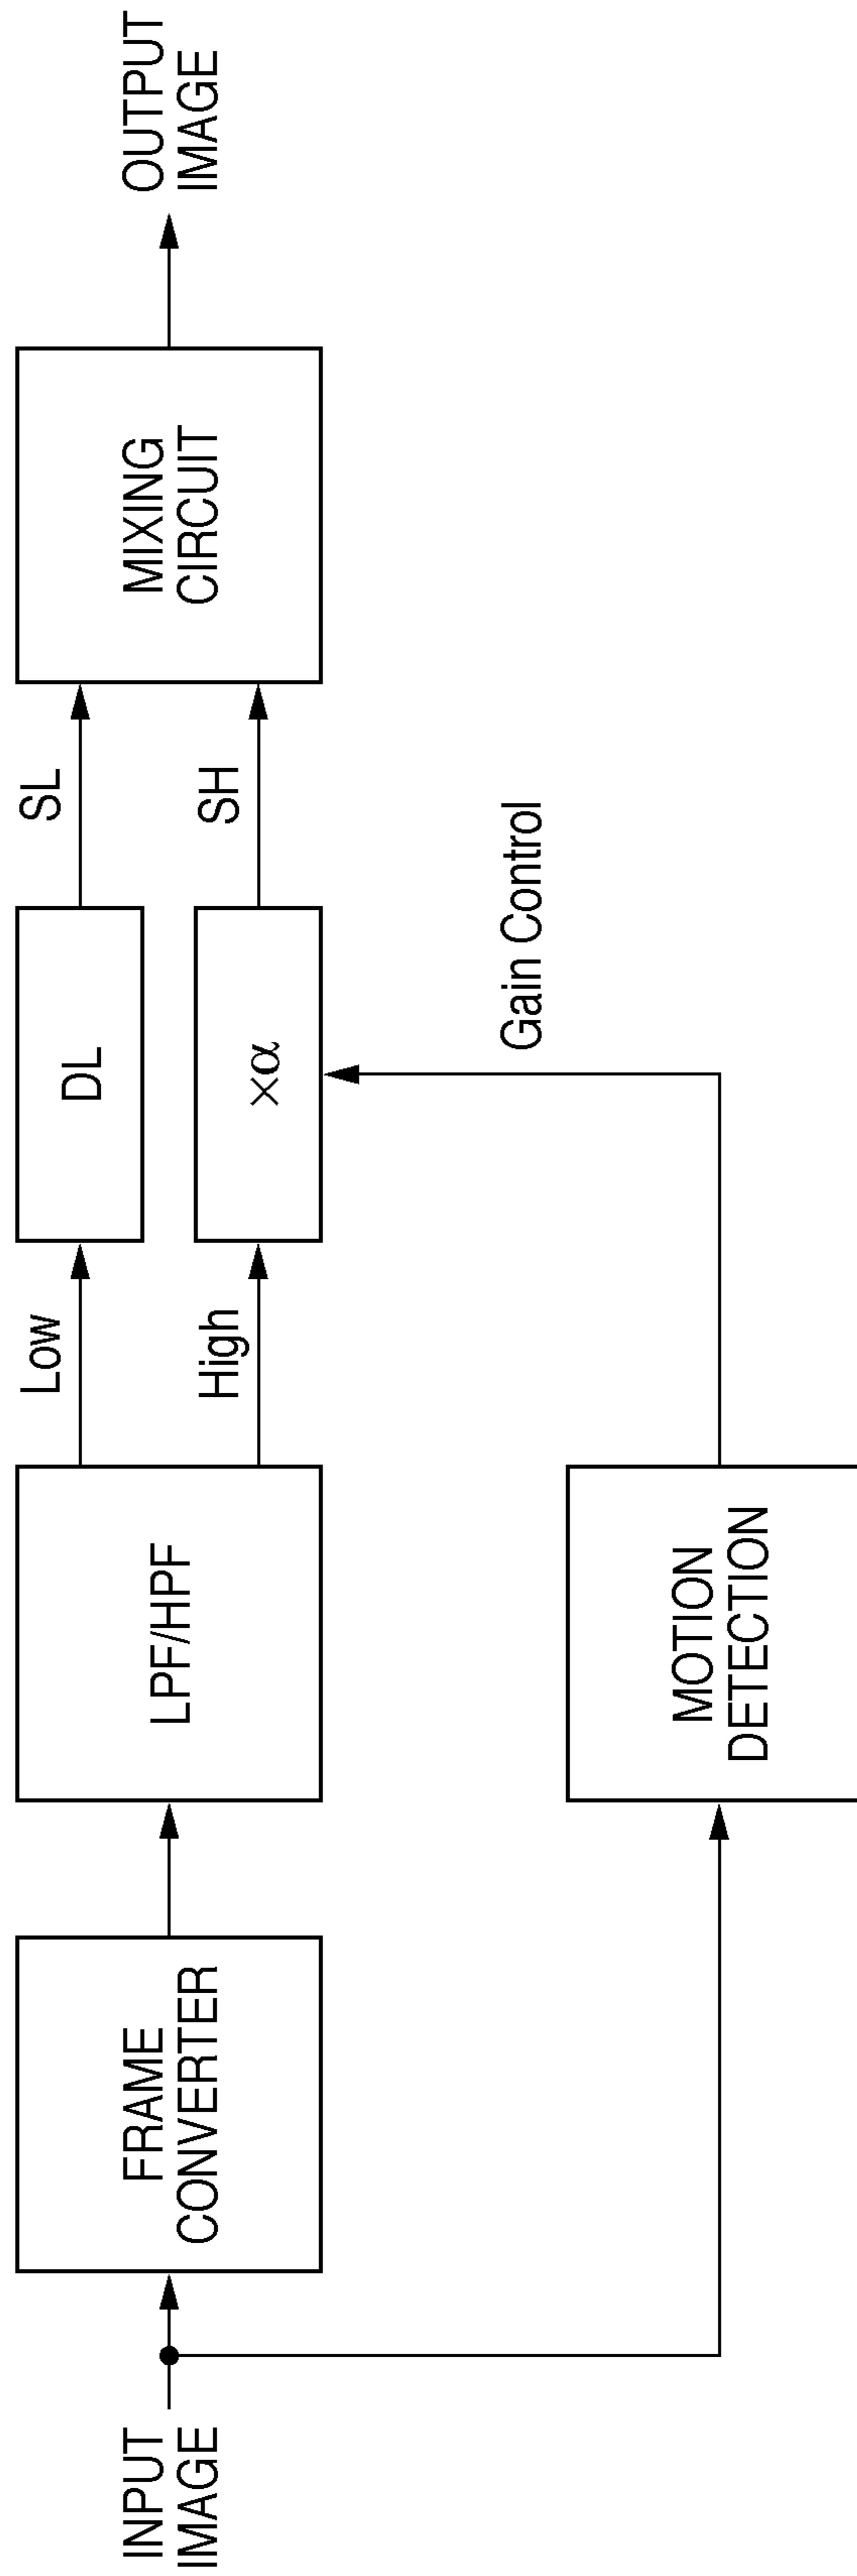 INPUT
IMAGE
FRAME
CONVERTER
LPF/HPF
Low
High
DL
×α
SL
SH
MIXING
CIRCUIT
OUTPUT
IMAGE
MOTION
DETECTION
Gain Control